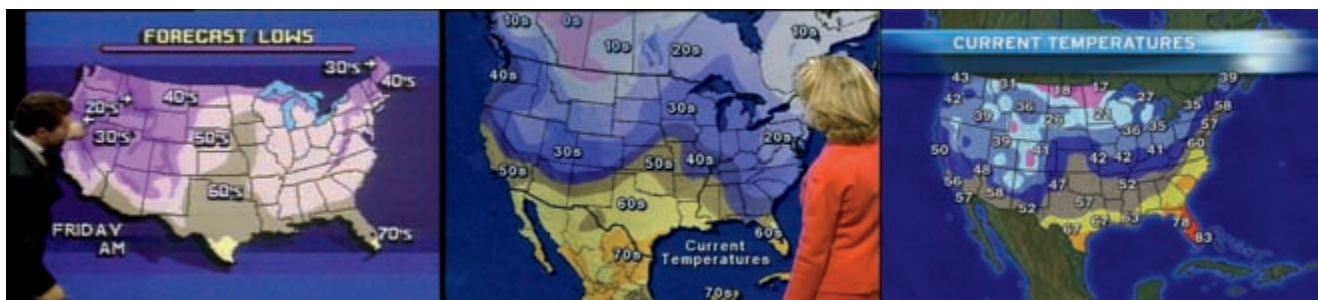 FORECAST LOWS
30's
40's
20's
40's
30's
50's
60's
70's
FRIDAY
AM
10s
0s
10s
10s
20s
40s
30s
20s
30s
50s
40s
50s
60s
60s
Current
Temperatures
70s
70s
CURRENT TEMPERATURES
43
31
18
17
39
42
36
27
35
58
39
26
21
35
57
36
50
39
41
42
42
41
60
48
56
58
47
52
57
52
57
67
67
63
78
83